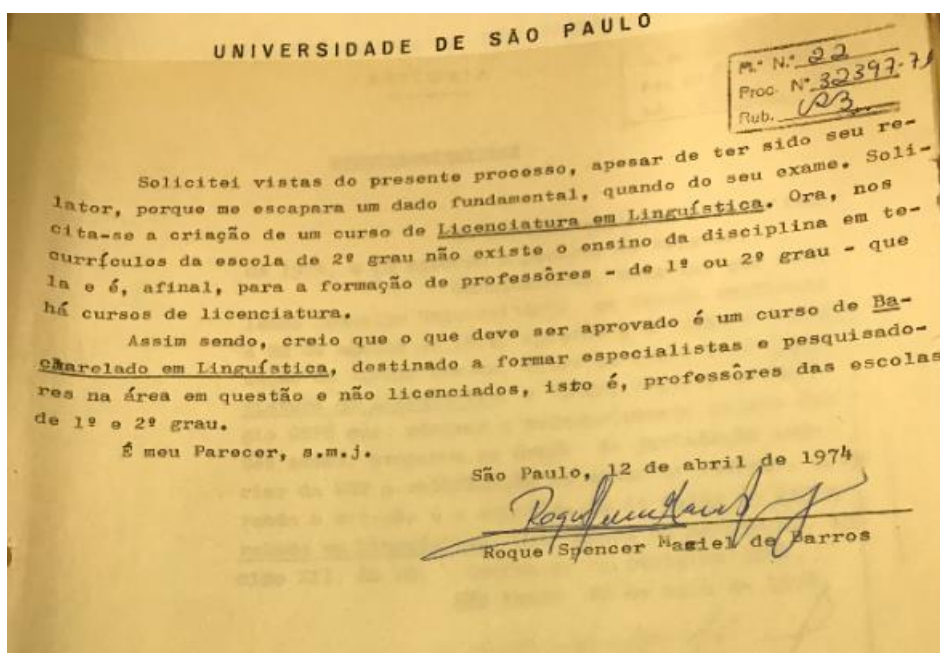 UNIVERSIDADE DE SÃO PAULO
M.ª N.º 22
Proc. Nº 32397-71
Rub.
Solicitei vistas do presente processo, apesar de ter sido seu re-
lator, porque me escapara um dado fundamental, quando do seu exame. Soli-
cita-se a criação de um curso de Licenciatura em Linguística. Ora, nos
currículos da escola de 2º grau não existe o ensino da disciplina em te-
la e é, afinal, para a formação de professôres - de 1º ou 2º grau - que
há cursos de licenciatura.
Assim sendo, creio que o que deve ser aprovado é um curso de Ba-
charelado em Linguística, destinado a formar especialistas e pesquisado-
res na área em questão e não licenciados, isto é, professôres das escolas
de 1º e 2º grau.
É meu Parecer, s.m.j.
São Paulo, 12 de abril de 1974
Roque Spencer Maciel de Barros